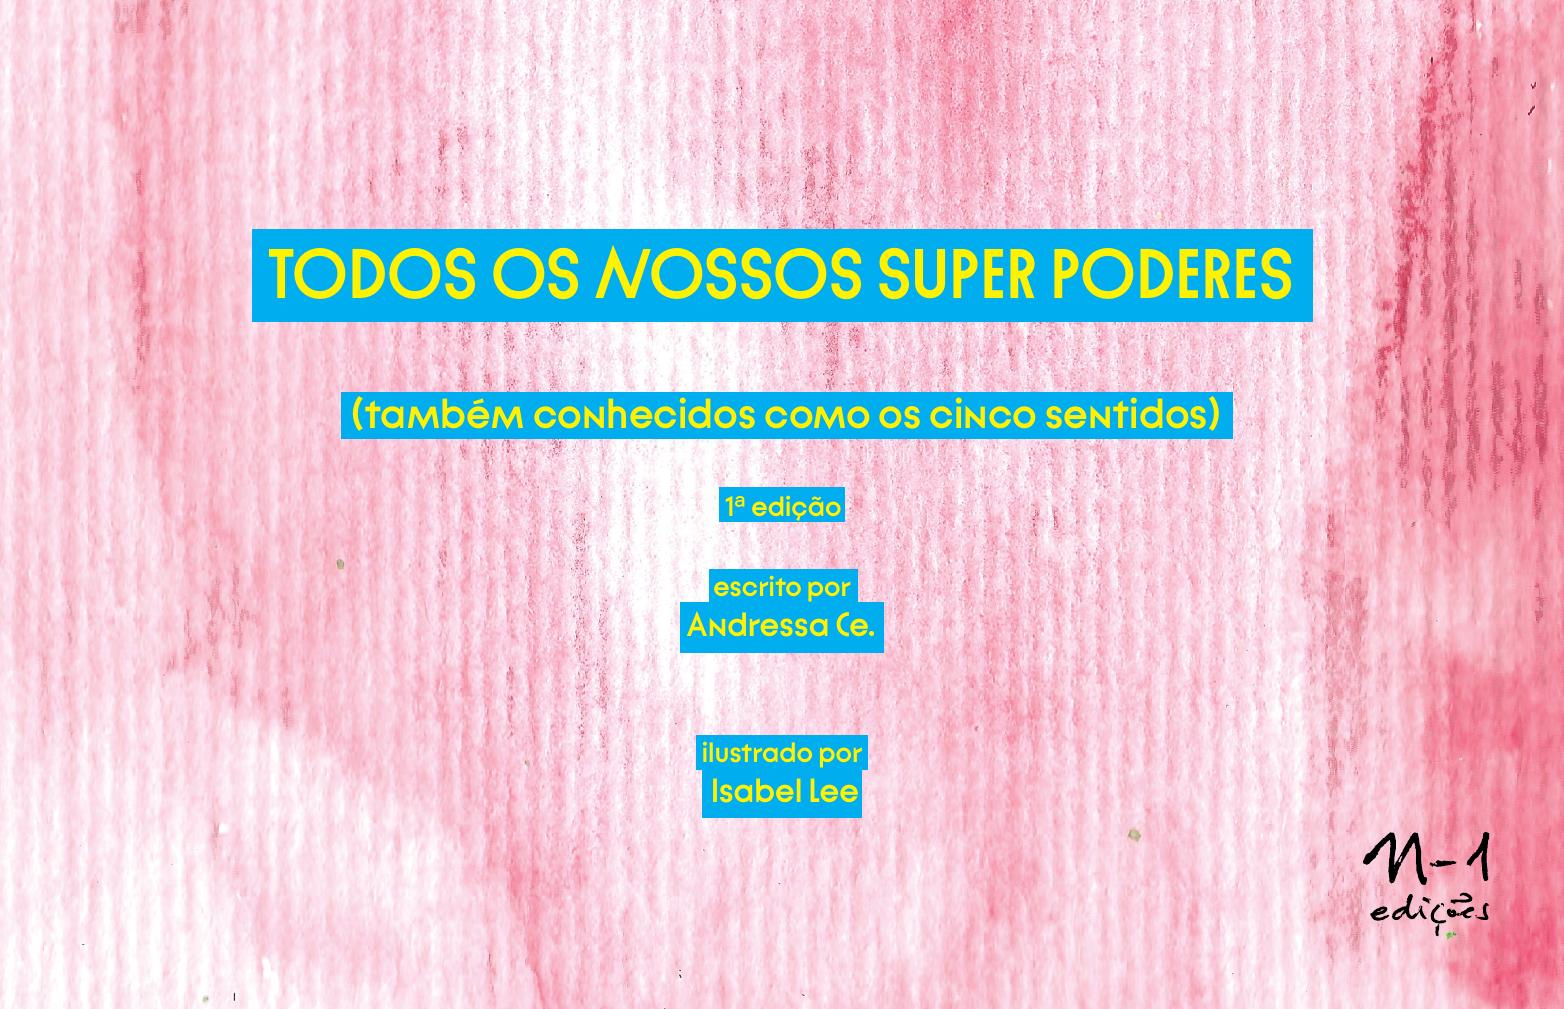 TODOS OS NOSSOS SUPER PODERES
(também conhecidos como os cinco sentidos)
1ª edição
escrito por
Andressa Ce.
ilustrado por
Isabel Lee
n-1
edições